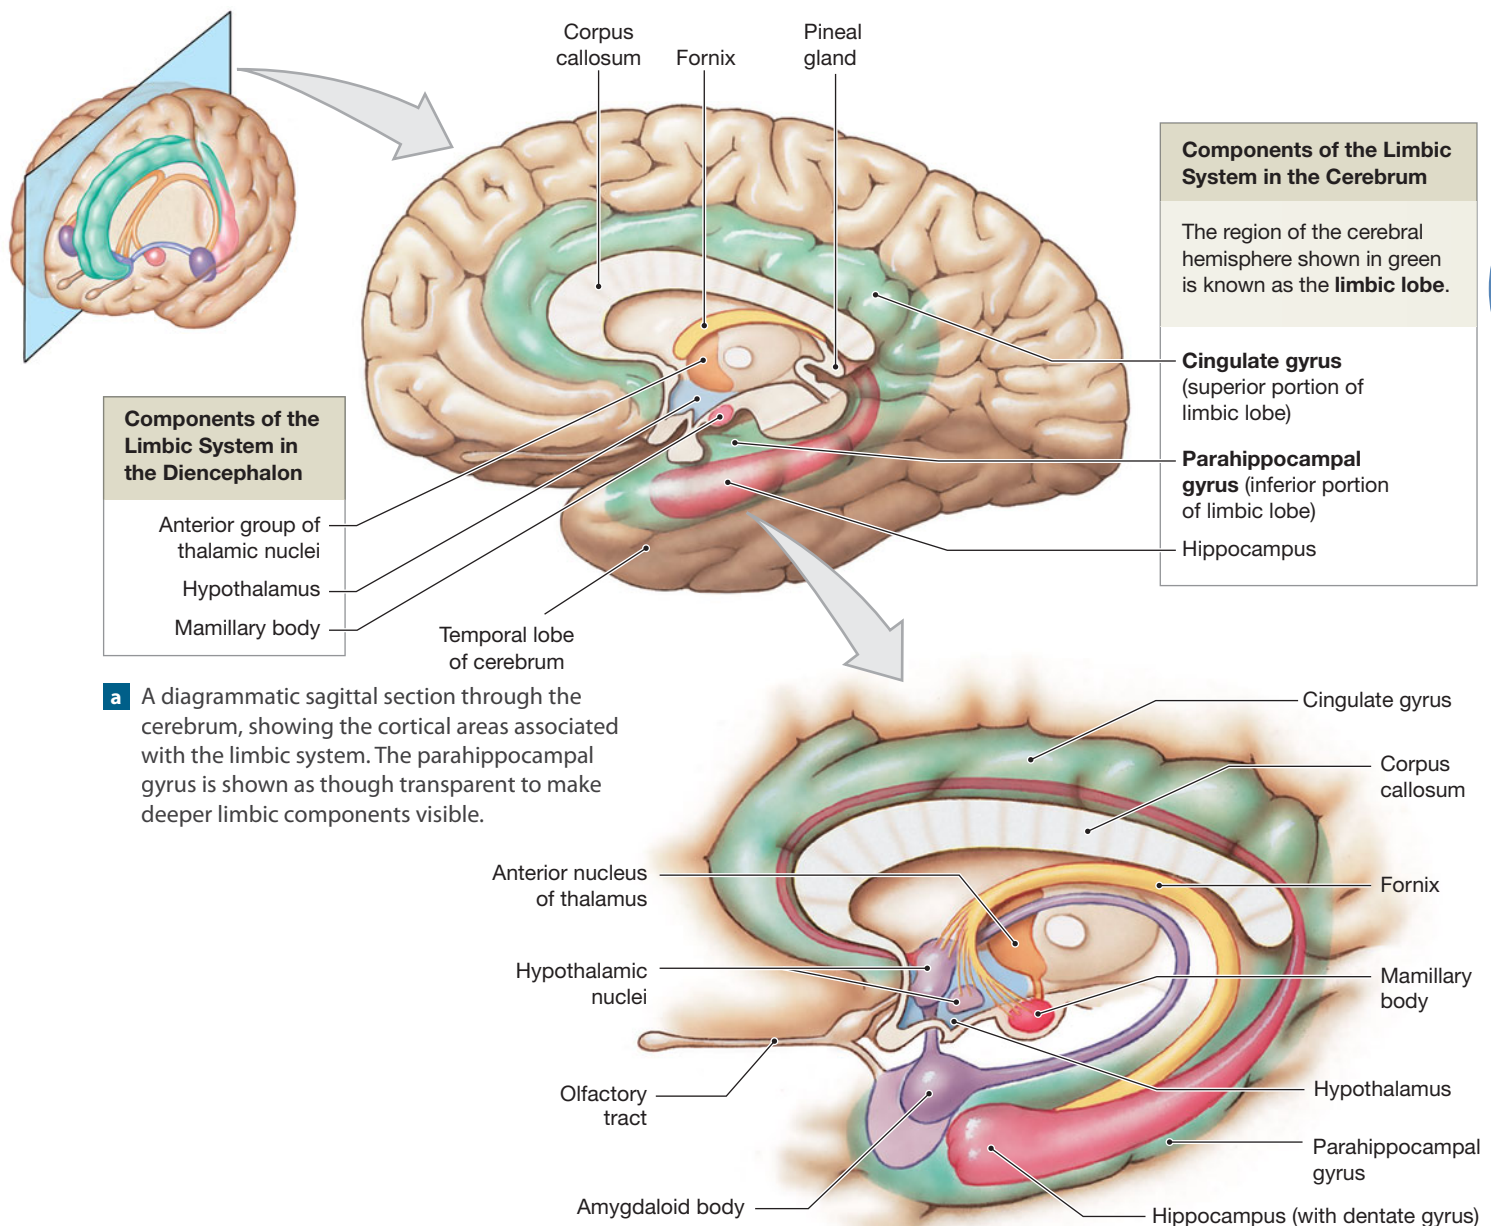 Corpus
callosum
Fornix
Pineal
gland
Components of the Limbic
System in the Cerebrum
The region of the cerebral
hemisphere shown in green
is known as the limbic lobe.
Cingulate gyrus
(superior portion of
limbic lobe)
Parahippocampal
gyrus (inferior portion
of limbic lobe)
Hippocampus
Components of the
Limbic System in
the Diencephalon
Anterior group of
thalamic nuclei
Hypothalamus
Mamillary body
Temporal lobe
of cerebrum
a A diagrammatic sagittal section through the
cerebrum, showing the cortical areas associated
with the limbic system. The parahippocampal
gyrus is shown as though transparent to make
deeper limbic components visible.
Cingulate gyrus
Corpus
callosum
Anterior nucleus
of thalamus
Fornix
Hypothalamic
nuclei
Mamillary
body
Olfactory
tract
Hypothalamus
Parahippocampal
gyrus
Amygdaloid body
Hippocampus (with dentate gyrus)